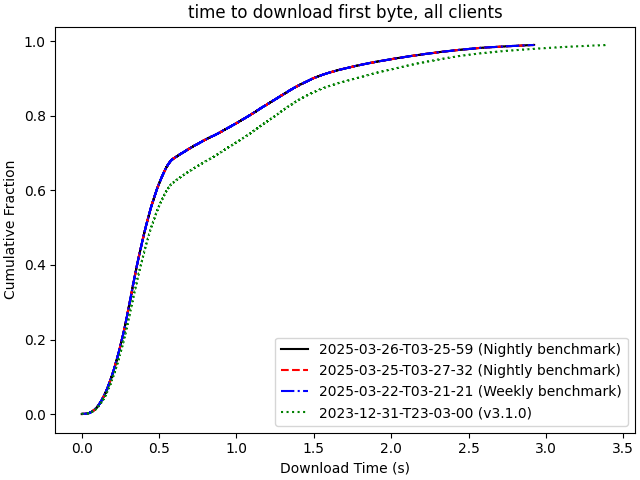 time to download first byte, all clients
Cumulative Fraction
1.0
0.8
0.6
0.4
0.2
0.0
2025-03-26-T03-25-59 (Nightly benchmark)
2025-03-25-T03-27-32 (Nightly benchmark)
2025-03-22-T03-21-21 (Weekly benchmark)
2023-12-31-T23-03-00 (v3.1.0)
0.0 0.5 1.0 1.5 2.0 2.5 3.0 3.5
Download Time (s)